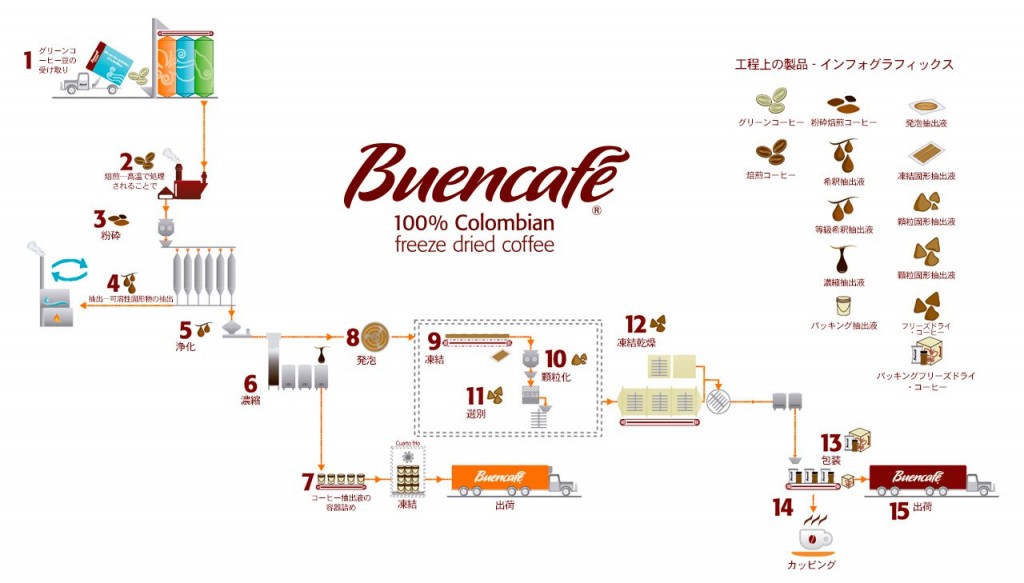 1
グリーンコ
ーヒー豆の
受け取り
2
焙煎―高温で処理
されることで
3
粉砕
4
抽出―可溶性固形物の抽出
5
浄化
6
濃縮
7
コーヒー抽出液の
容器詰め
Cuarto frío
凍結
Buencafé
出荷
8
発泡
9
凍結
10
顆粒化
11
選別
12
凍結乾燥
13
包装
14
カッピング
Buencafé
15 出荷
Buencafé
®
100% Colombian
freeze dried coffee
工程上の製品 - インフォグラフィックス
グリーンコーヒー
粉砕焙煎コーヒー
発泡抽出液
焙煎コーヒー
希釈抽出液
凍結固形抽出液
等級希釈抽出液
顆粒固形抽出液
濃縮抽出液
顆粒固形抽出液
パッキング抽出液
フリーズドライ
・コーヒー
パッキングフリーズドライ
・コーヒー